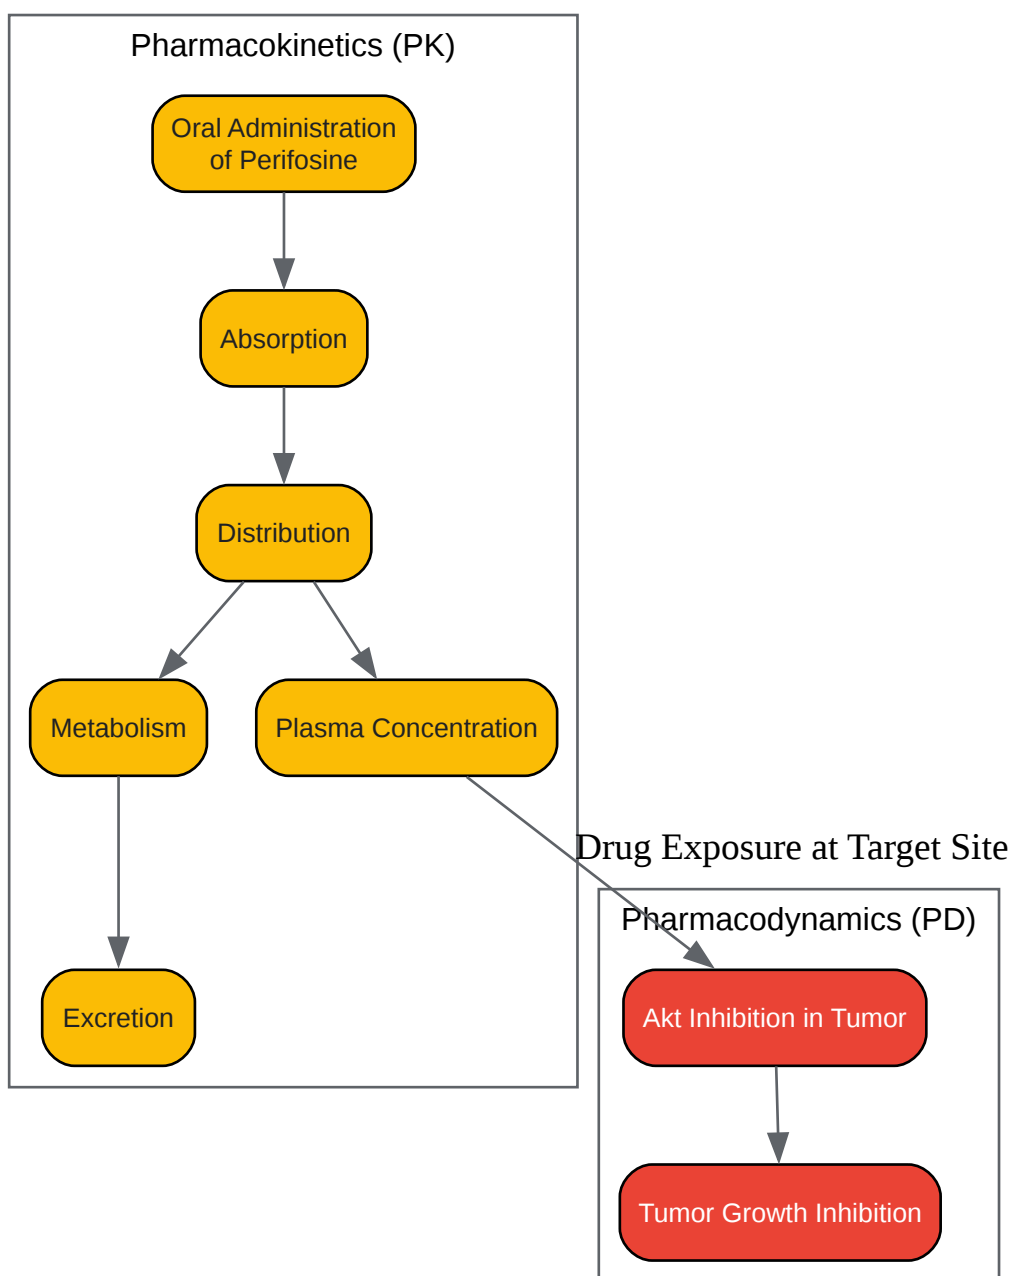 Pharmacokinetics (PK)
Oral Administration
of Perifosine
Absorption
Distribution
Metabolism
Plasma Concentration
Drug Exposure at Target Site
Pharmacodynamics (PD)
Excretion
Akt Inhibition in Tumor
Tumor Growth Inhibition